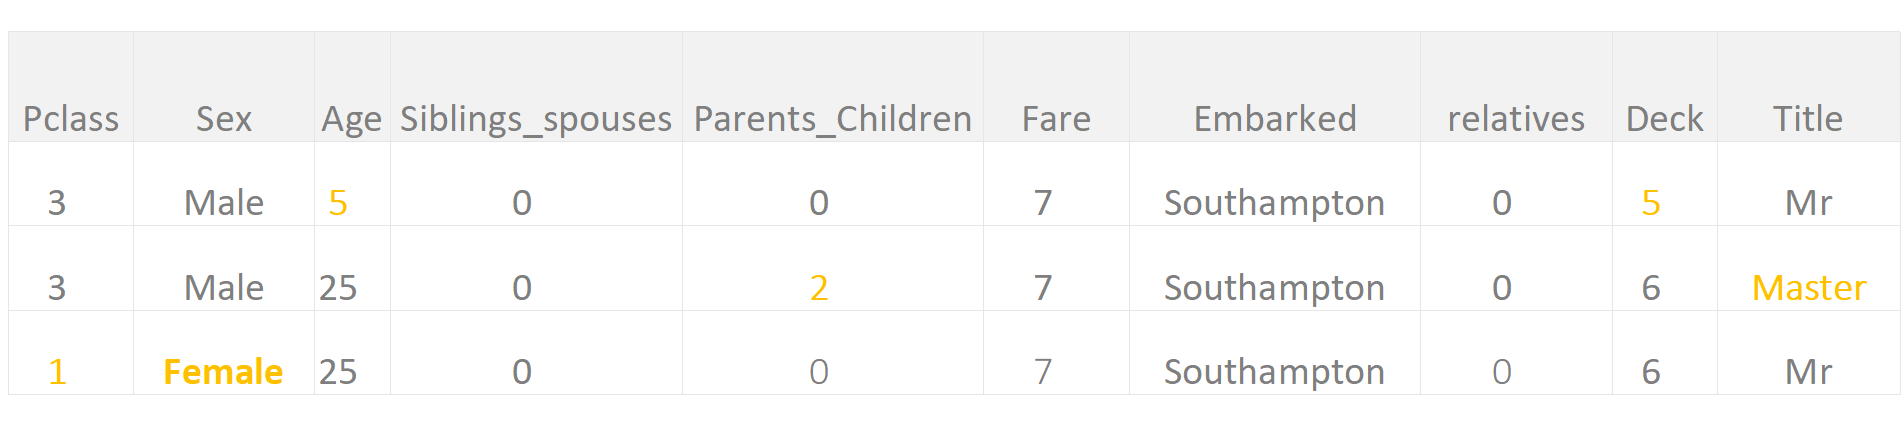 Pclass Sex Age Siblings_spouses Parents_Children Fare Embarked relatives Deck Title
3 Male 5 0 0 7 Southampton 0 5 Mr
3 Male 25 0 2 7 Southampton 0 6 Master
1 Female 25 0 0 7 Southampton 0 6 Mr